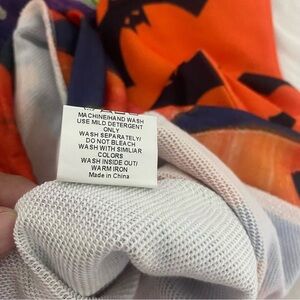 MACHINE/HAND WASH
USE MILD DETERGENT
ONLY
WASH SEPARATELY/
DO NOT BLEACH
WASH WITH SIMILIAR
COLORS
WASH INSIDE OUT/
WARM IRON
Made in China